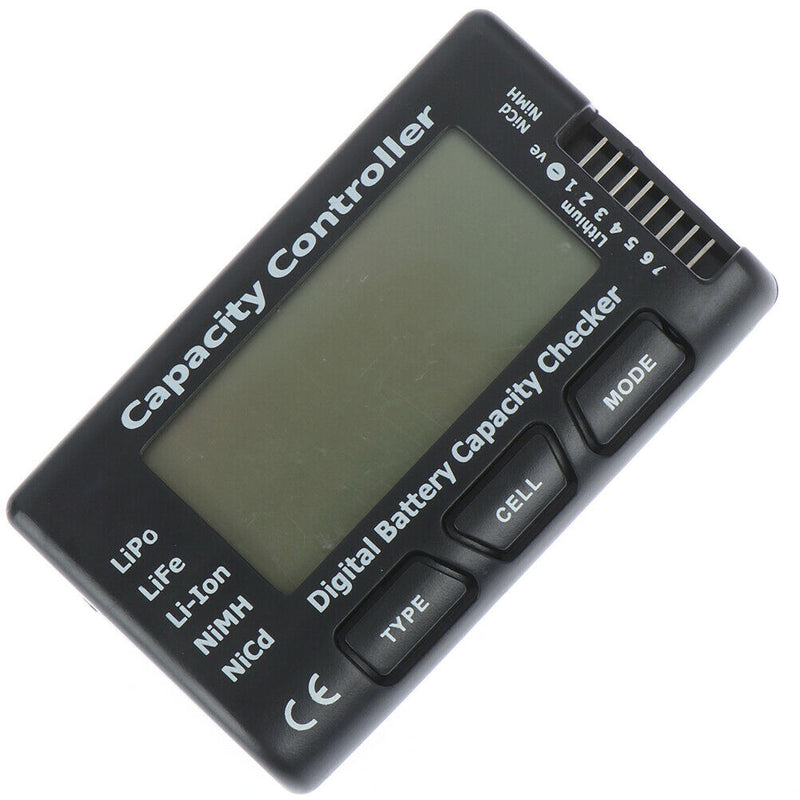 Capacity Controller
NiCd
NiMH
ve
Lithium
1 2 3 4 5 6 7
Digital Battery Capacity Checker
MODE
CELL
TYPE
LiPo
LiFe
Li-Ion
NiMH
NiCd
CE